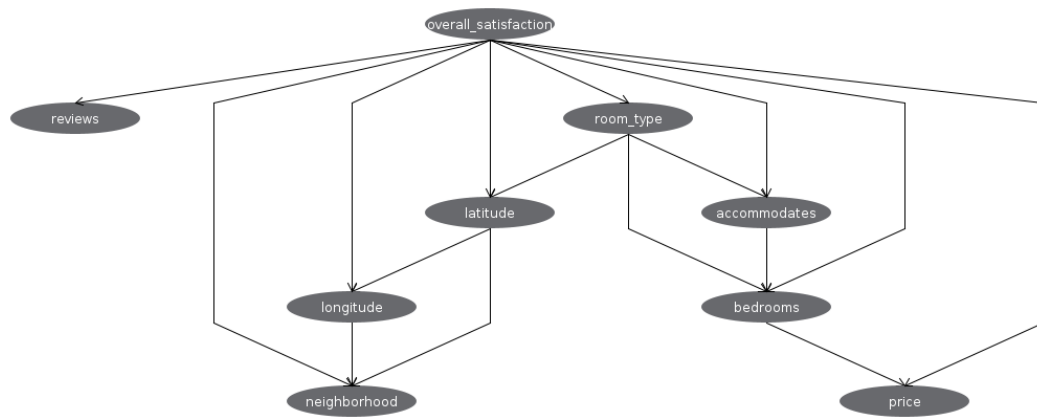 overall_satisfaction
reviews
room_type
latitude
accommodates
longitude
bedrooms
neighborhood
price